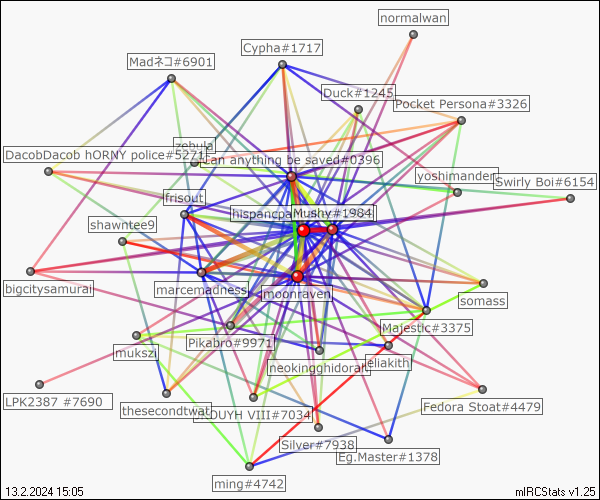 normalwan
Cypha#1717
Madネコ#6901
Duck#1245
Pocket Persona#3326
zebula
DacobDacob hORNY police#5271
can anything be saved#0396
yoshimander
Swirly Boi#6154
frisout
hispancpa
Mushy#1984
shawntee9
bigcitysamurai
marcemadness
moonraven
somass
Majestic#3375
mukszi
Pikabro#9971
neokingghidorah
eliakith
LPK2387 #7690
thesecondtwat
OUYH VIII#7034
Fedora Stoat#4479
Silver#7938
Eg.Master#1378
ming#4742
13.2.2024 15:05
mIRCStats v1.25